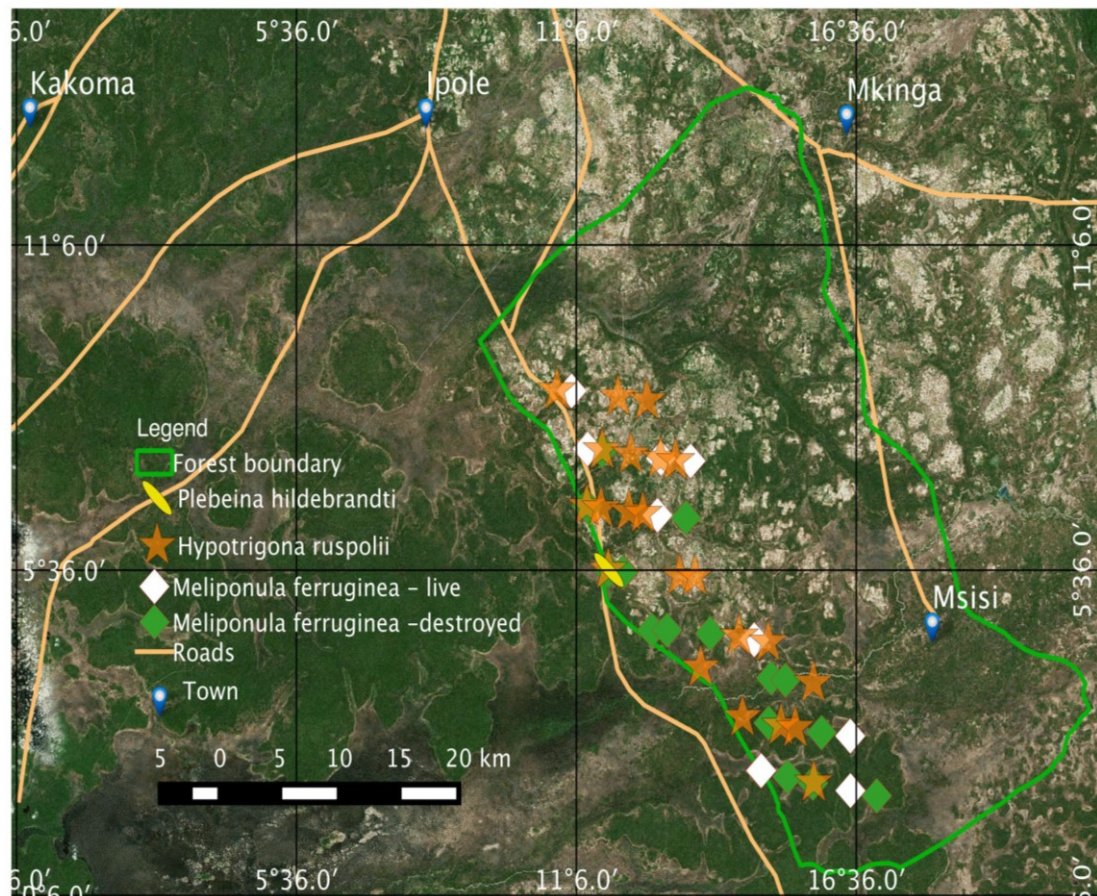 6.0' 5°36.0' 11°6.0' 16°36.0'
Kakoma
Ipole
Mkinga
11°6.0'
11°6.0'
Legend
Forest boundary
Plebeina hildebrandti
Hypotrigona ruspolii
5°36.0'
5°36.0'
Meliponula ferruginea - live
Msisi
Meliponula ferruginea -destroyed
Roads
Town
5 0 5 10 15 20 km
6.0' 5°36.0' 11°6.0' 16°36.0'
6.0'